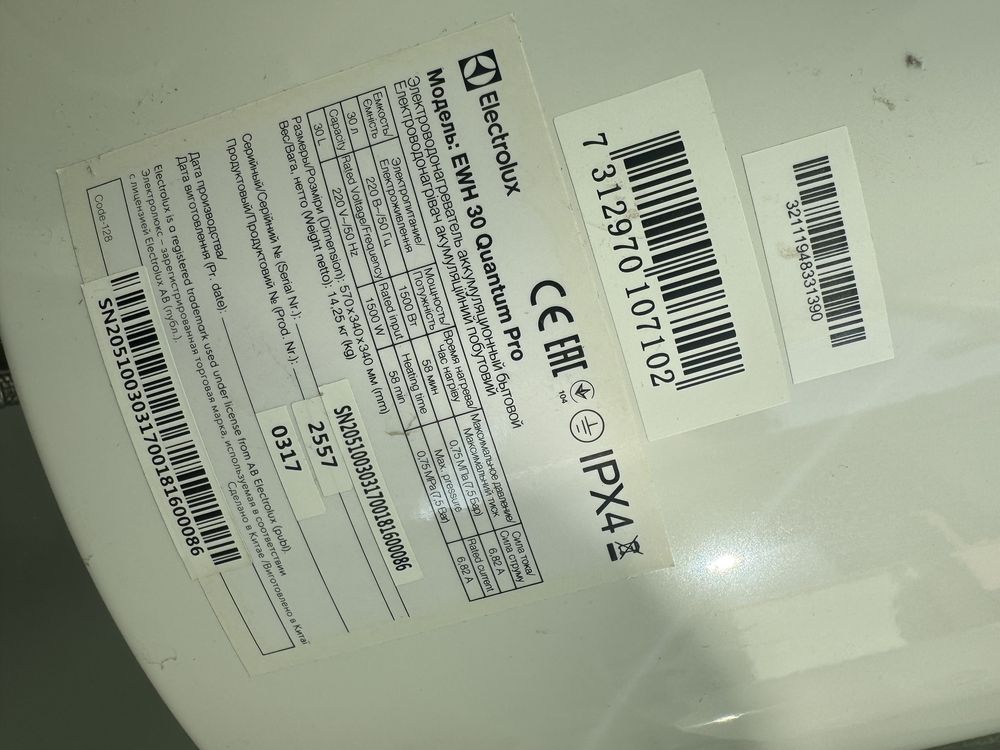 Electrolux
CE EAC 104 IPX4
Модель: EWH 30 Quantum Pro
Электроводонагреватель аккумуляционный бытовой
Електроводонагрівач акумуляційний побутовий
Емкость/ Электропитание/ Мощность/ Время нагрева/ Максимальное давление/ Сила тока/
Ємність Електроживлення Потужність Час нагріву Максимальний тиск Сила струму
30 л 220 В~/50 Гц 1500 Вт 58 мин 0,75 МПа (7,5 Бар) 6,82 А
Capacity Rated Voltage/Frequency Rated input Heating time Max. pressure Rated current
30 L 220 V~/50 Hz 1500 W 58 min 0,75 MPa (7,5 Bar) 6,82 A
Размеры/Розміри (Dimension): 570x340x340 мм (mm)
Вес/Вага, нетто (Weight netto): 14,25 кг (kg)
Серийный/Серійний № (Serial Nr.): SN2051003031700181600086
Продуктовый/Продуктовий № (Prod. Nr.): 2557
Дата производства/
Дата виготовлення (Pr. date): 0317
Electrolux is a registered trademark used under license from AB Electrolux (publ).
Электролюкс – зарегистрированная торговая марка, используемая в соответствии
с лицензией Electrolux AB (публ.). Сделано в Китае /Виготовлено в Китаї
Code-128
SN2051003031700181600086
7 312970 107102
3211194831390